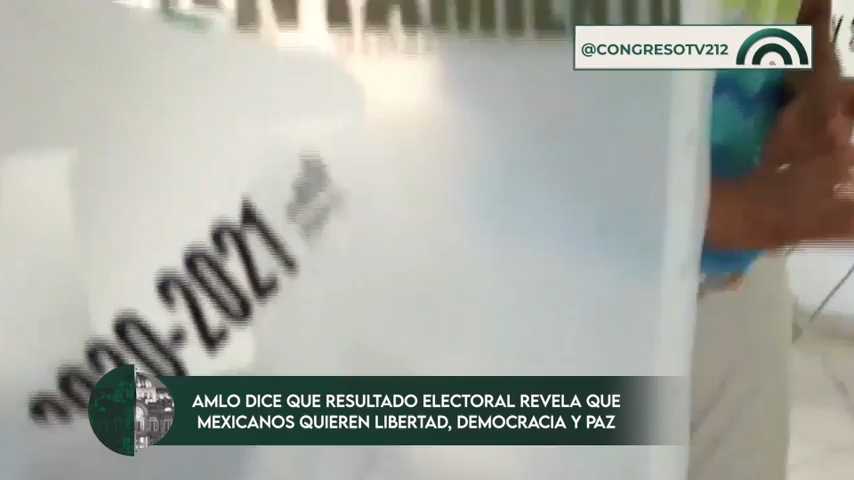 @CONGRESOTV212
2020-2021
AMLO DICE QUE RESULTADO ELECTORAL REVELA QUE
MEXICANOS QUIEREN LIBERTAD, DEMOCRACIA Y PAZ